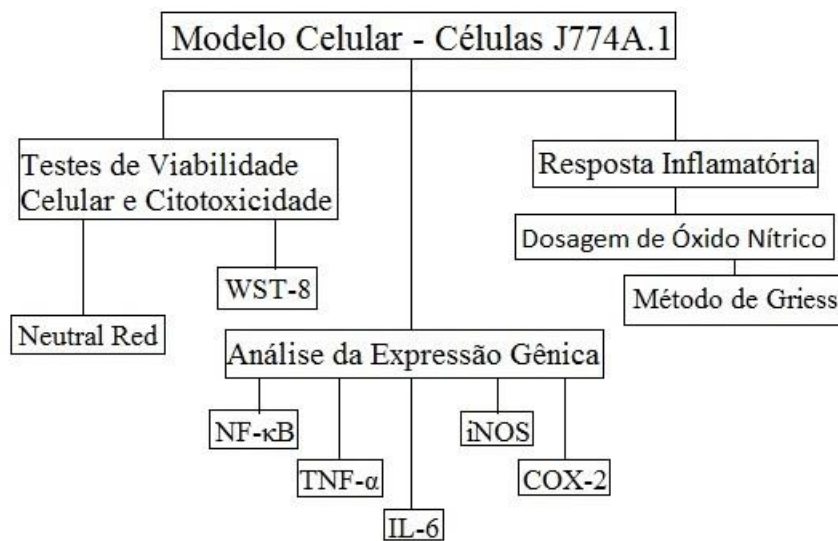 Modelo Celular - Células J774A.1
Testes de Viabilidade
Celular e Citotoxicidade
Neutral Red
WST-8
Resposta Inflamatória
Dosagem de Óxido Nítrico
Método de Griess
Análise da Expressão Gênica
NF-κB
TNF-α
IL-6
iNOS
COX-2